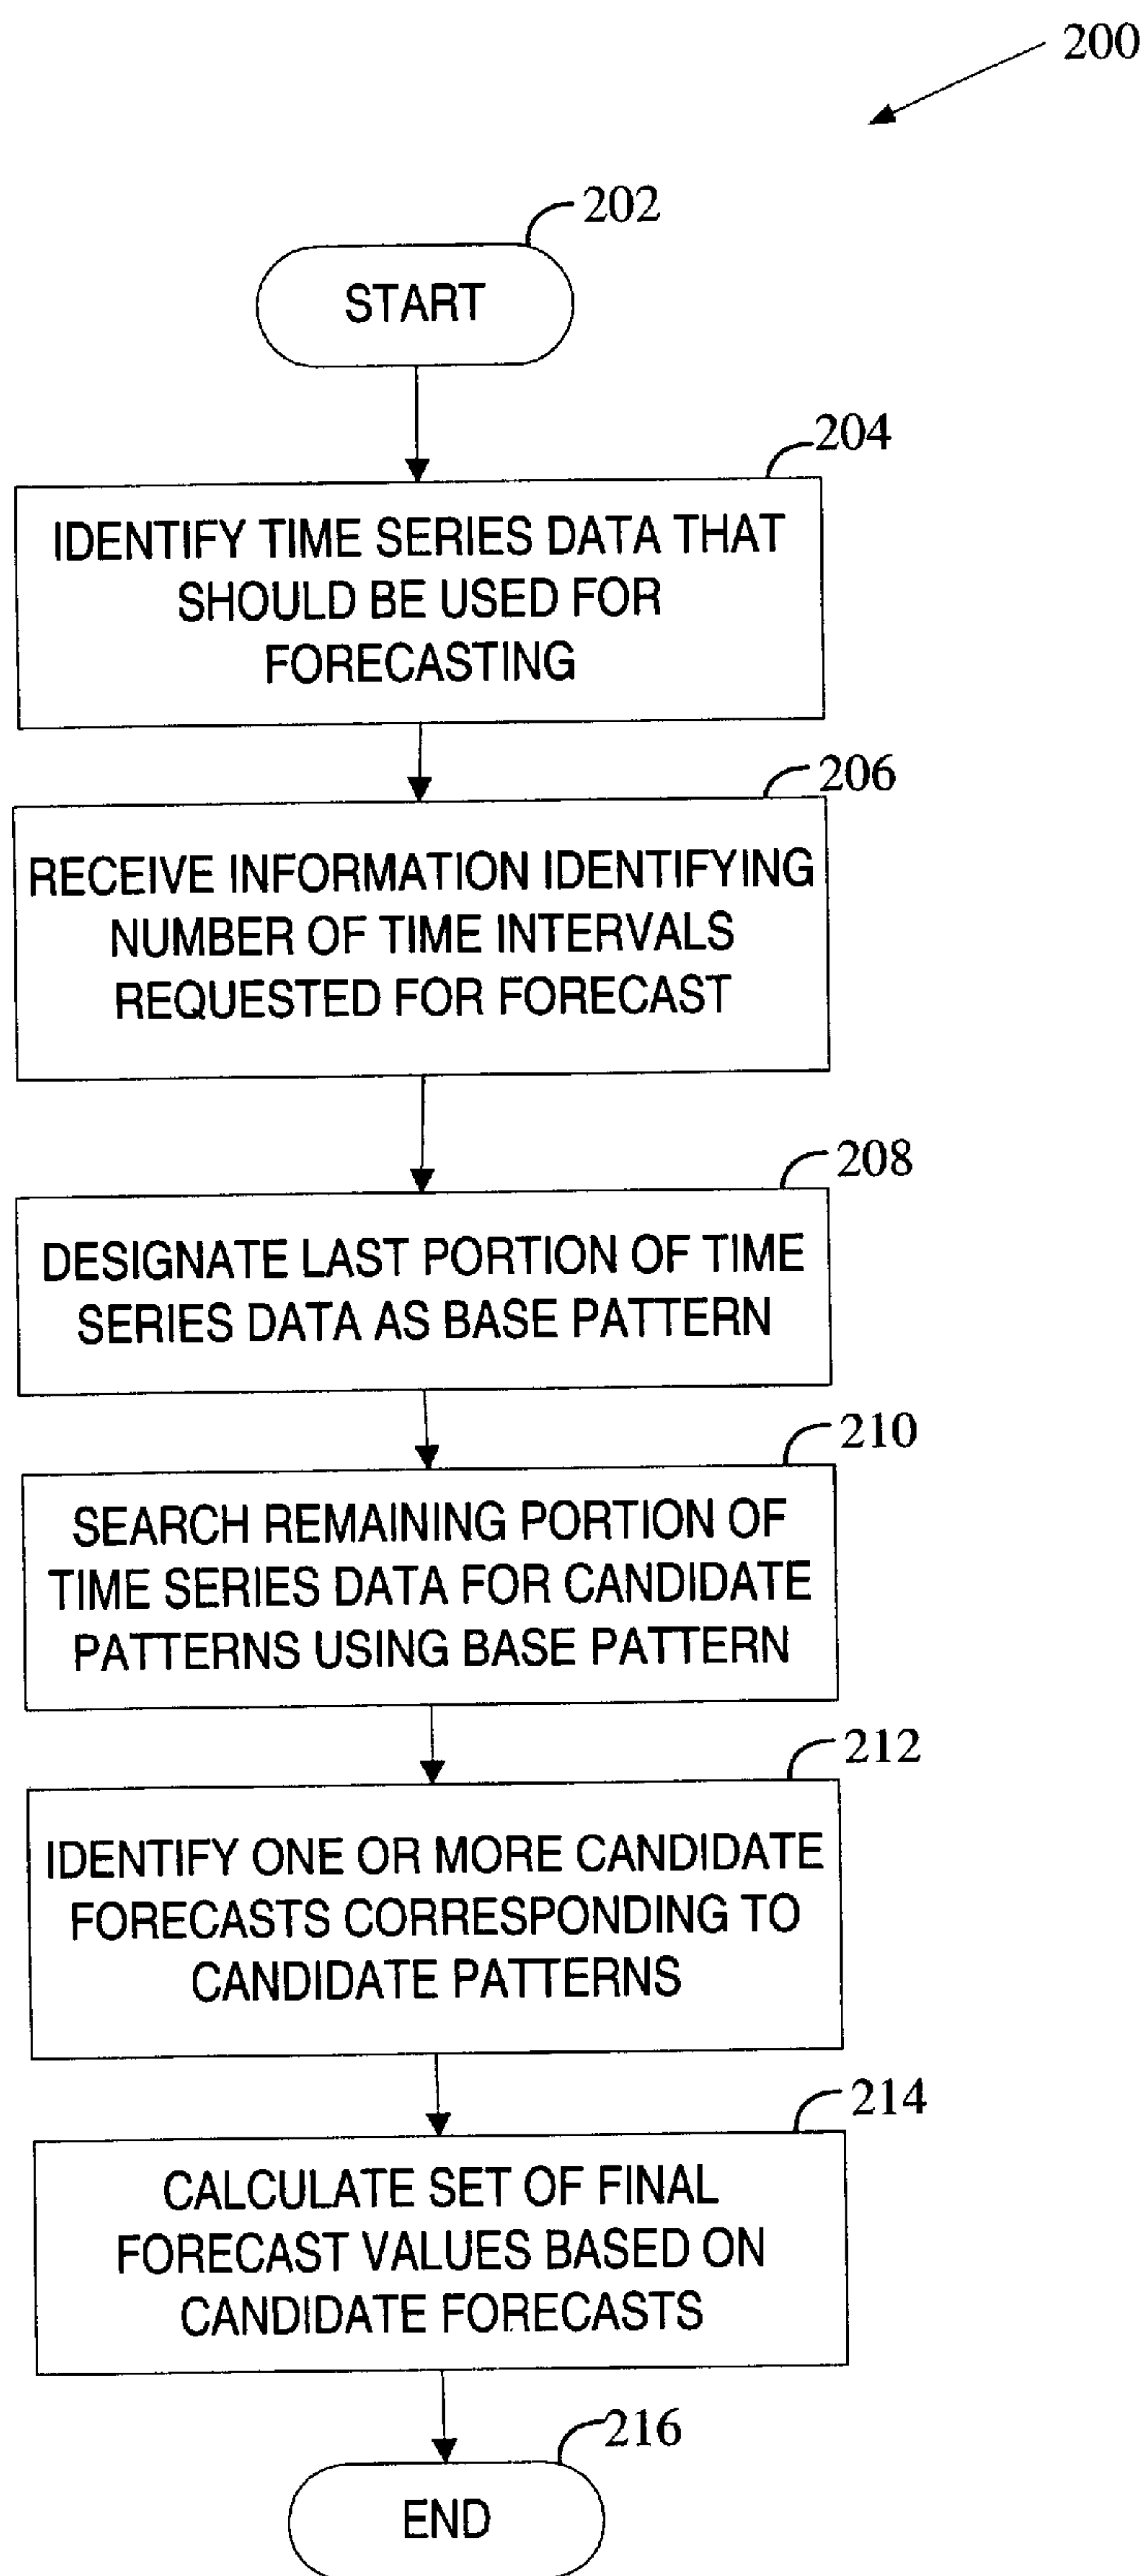 200
202
START
204
IDENTIFY TIME SERIES DATA THAT
SHOULD BE USED FOR
FORECASTING
206
RECEIVE INFORMATION IDENTIFYING
NUMBER OF TIME INTERVALS
REQUESTED FOR FORECAST
208
DESIGNATE LAST PORTION OF TIME
SERIES DATA AS BASE PATTERN
210
SEARCH REMAINING PORTION OF
TIME SERIES DATA FOR CANDIDATE
PATTERNS USING BASE PATTERN
212
IDENTIFY ONE OR MORE CANDIDATE
FORECASTS CORRESPONDING TO
CANDIDATE PATTERNS
214
CALCULATE SET OF FINAL
FORECAST VALUES BASED ON
CANDIDATE FORECASTS
216
END